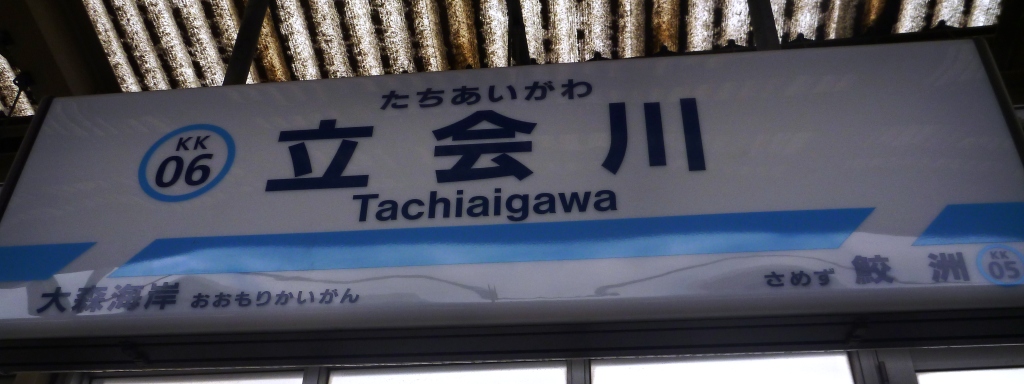 たちあいがわ
KK
06
立会川
Tachiaigawa
大森海岸 おおもりかいがん
さめず 鮫洲 KK
05